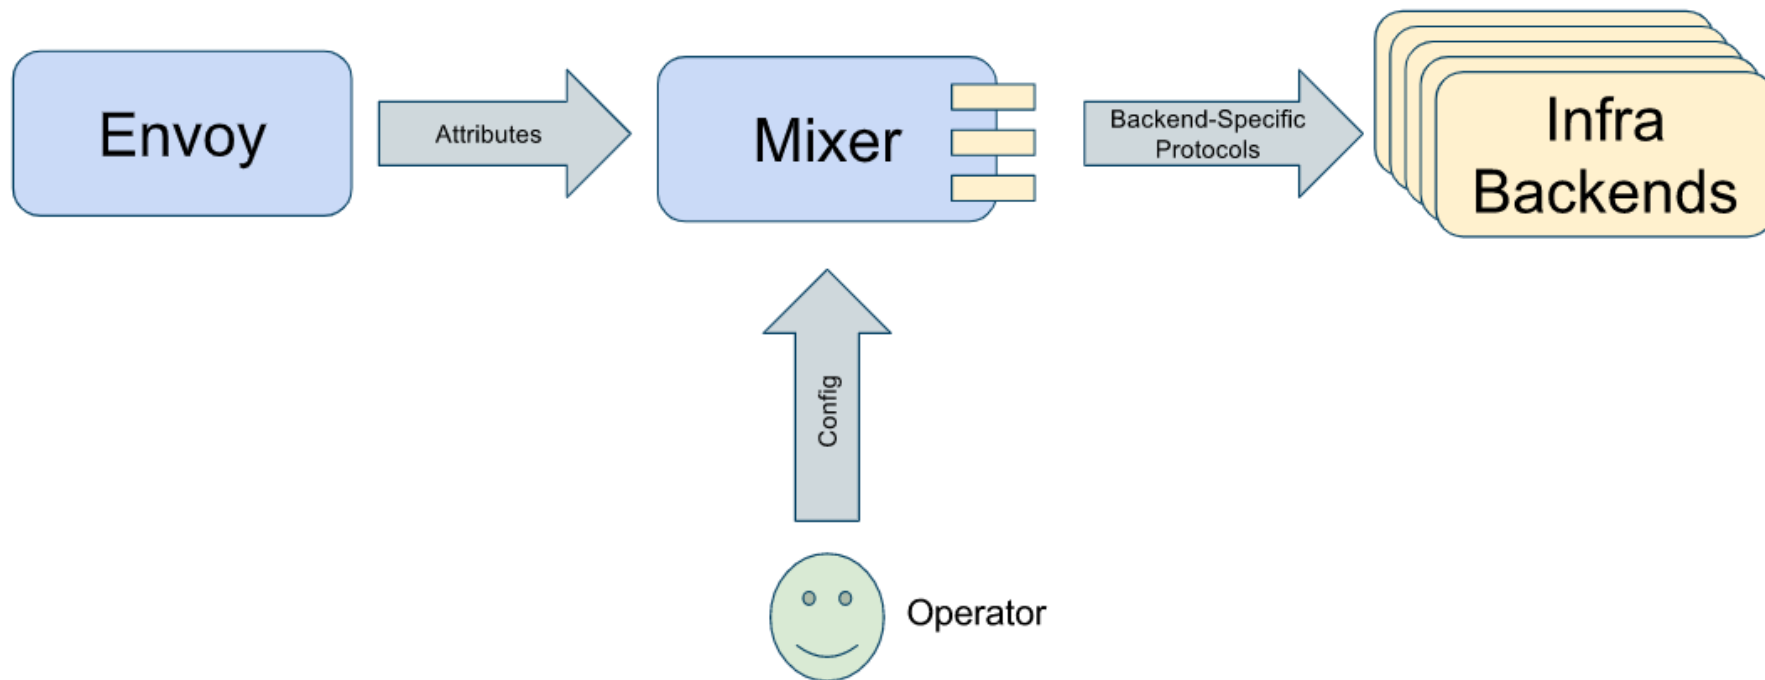 Envoy
Attributes
Mixer
Backend-Specific
Protocols
Infra
Backends
Config
Operator